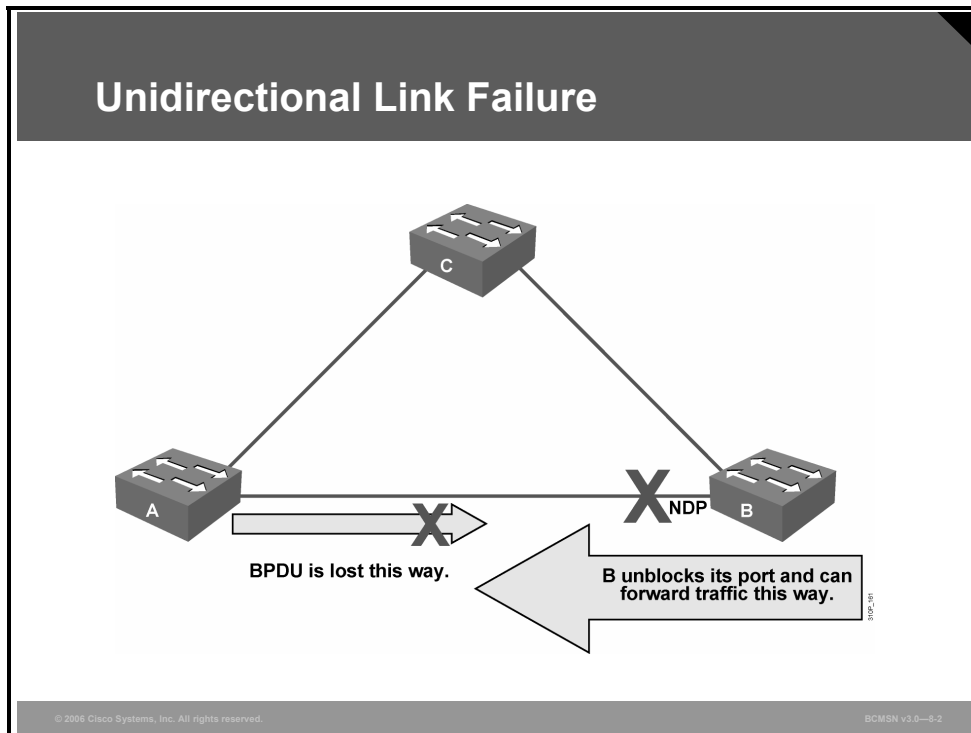 Unidirectional Link Failure
C
A
B
NDP
BPDU is lost this way.
B unblocks its port and can
forward traffic this way.
310P_161
© 2006 Cisco Systems, Inc. All rights reserved.
BCMSN v3.0—8-2